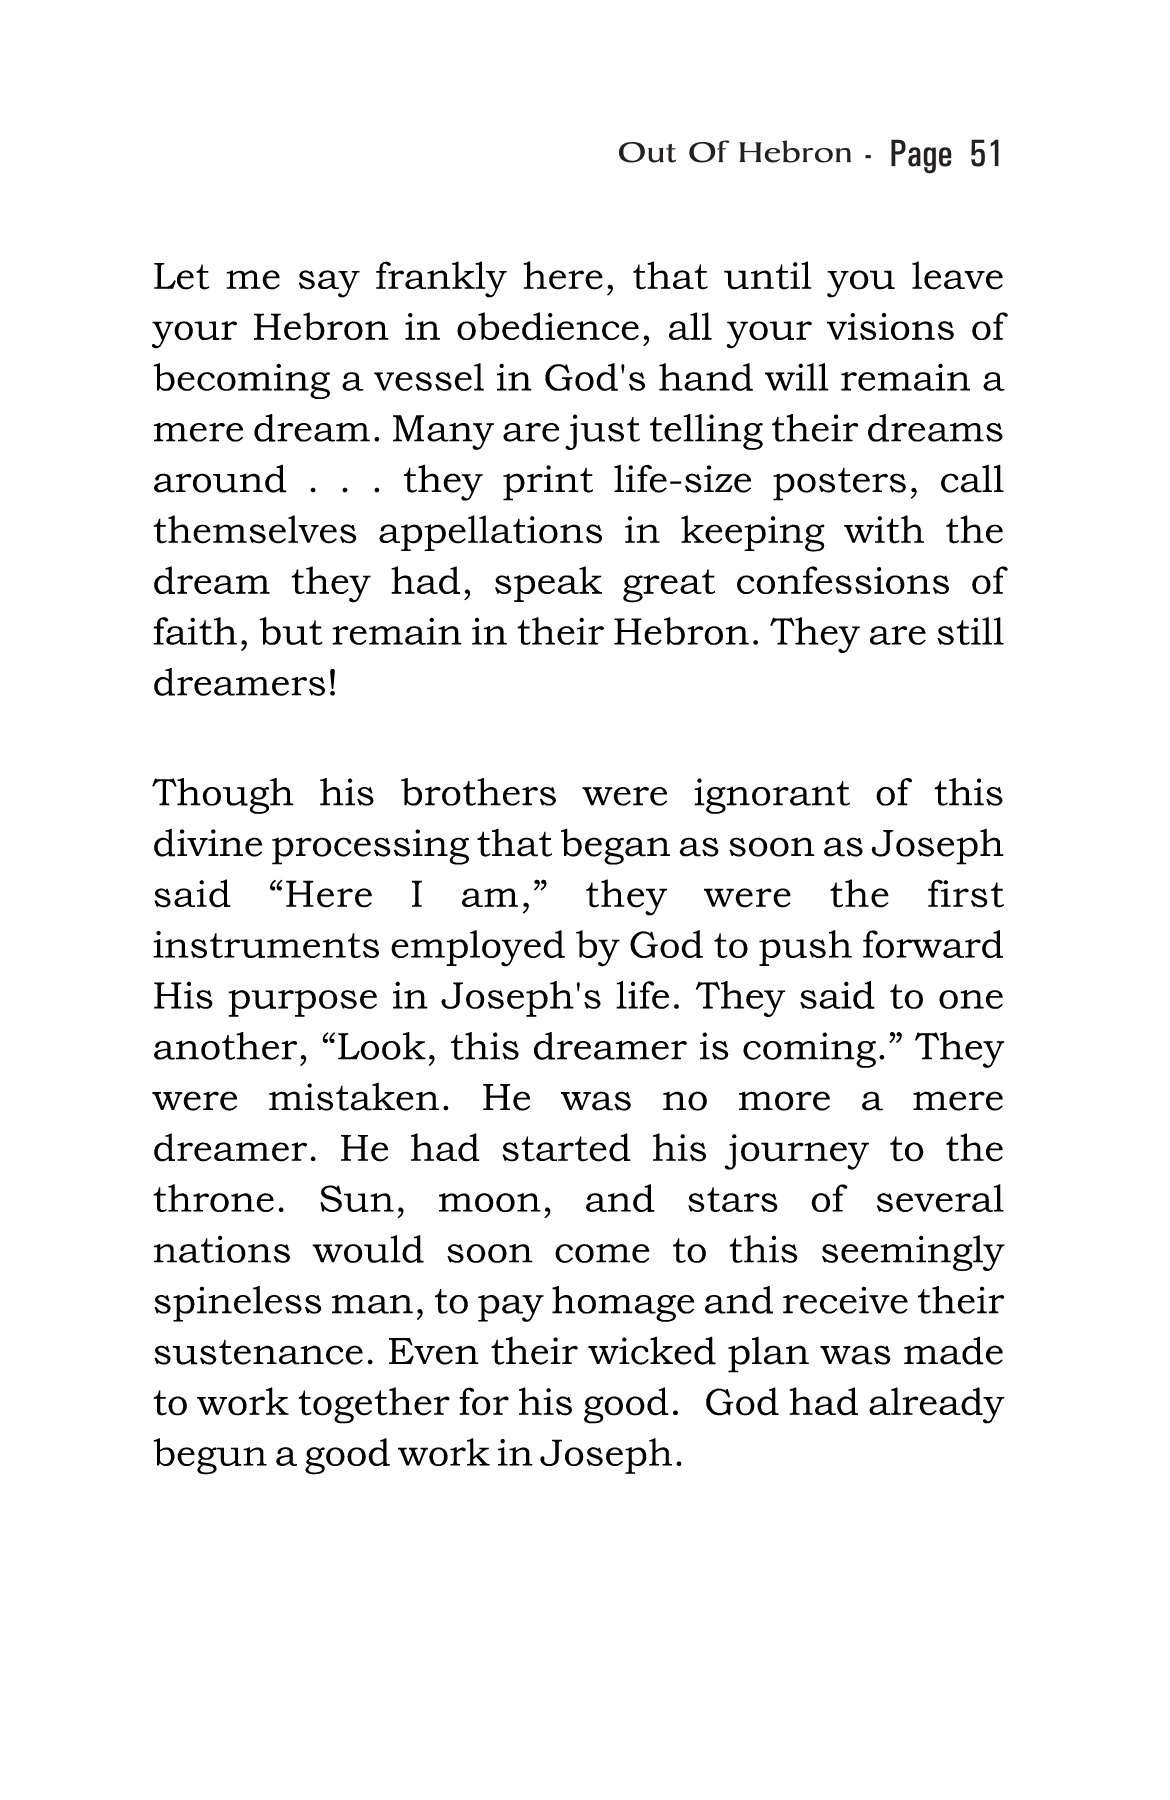 Out Of Hebron - Page 51
Let me say frankly here, that until you leave
your Hebron in obedience, all your visions of
becoming a vessel in God's hand will remain a
mere dream. Many are just telling their dreams
around . . . they print life-size posters, call
themselves appellations in keeping with the
dream they had, speak great confessions of
faith, but remain in their Hebron. They are still
dreamers!
Though his brothers were ignorant of this
divine processing that began as soon as Joseph
said “Here I am,” they were the first
instruments employed by God to push forward
His purpose in Joseph's life. They said to one
another, “Look, this dreamer is coming.” They
were mistaken. He was no more a mere
dreamer. He had started his journey to the
throne. Sun, moon, and stars of several
nations would soon come to this seemingly
spineless man, to pay homage and receive their
sustenance. Even their wicked plan was made
to work together for his good.  God had already
begun a good work in Joseph.